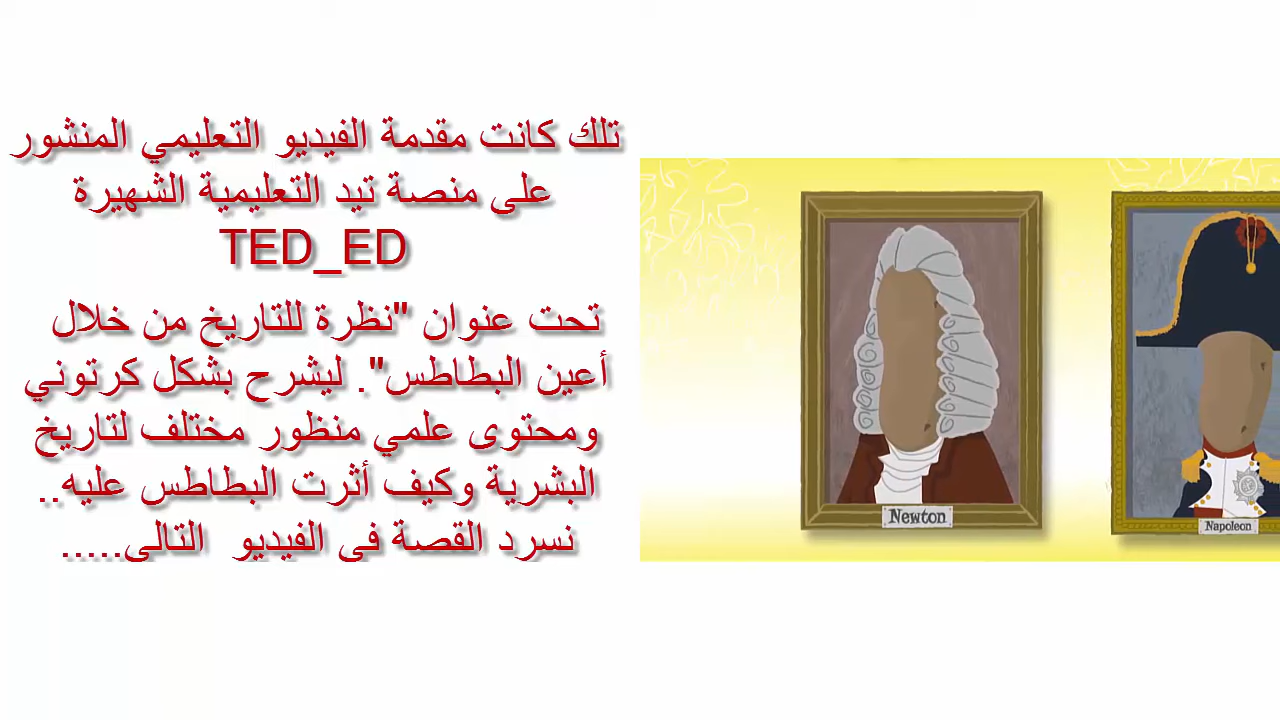 تلك كانت مقدمة الفيديو التعليمي المنشور
على منصة تيد التعليمية الشهيرة
TED_ED
تحت عنوان "نظرة للتاريخ من خلال
أعين البطاطس". ليشرح بشكل كرتوني
ومحتوى علمي منظور مختلف لتاريخ
البشرية وكيف أثرت البطاطس عليه..
نسرد القصة في الفيديو التالي.....
Newton
Napoleon